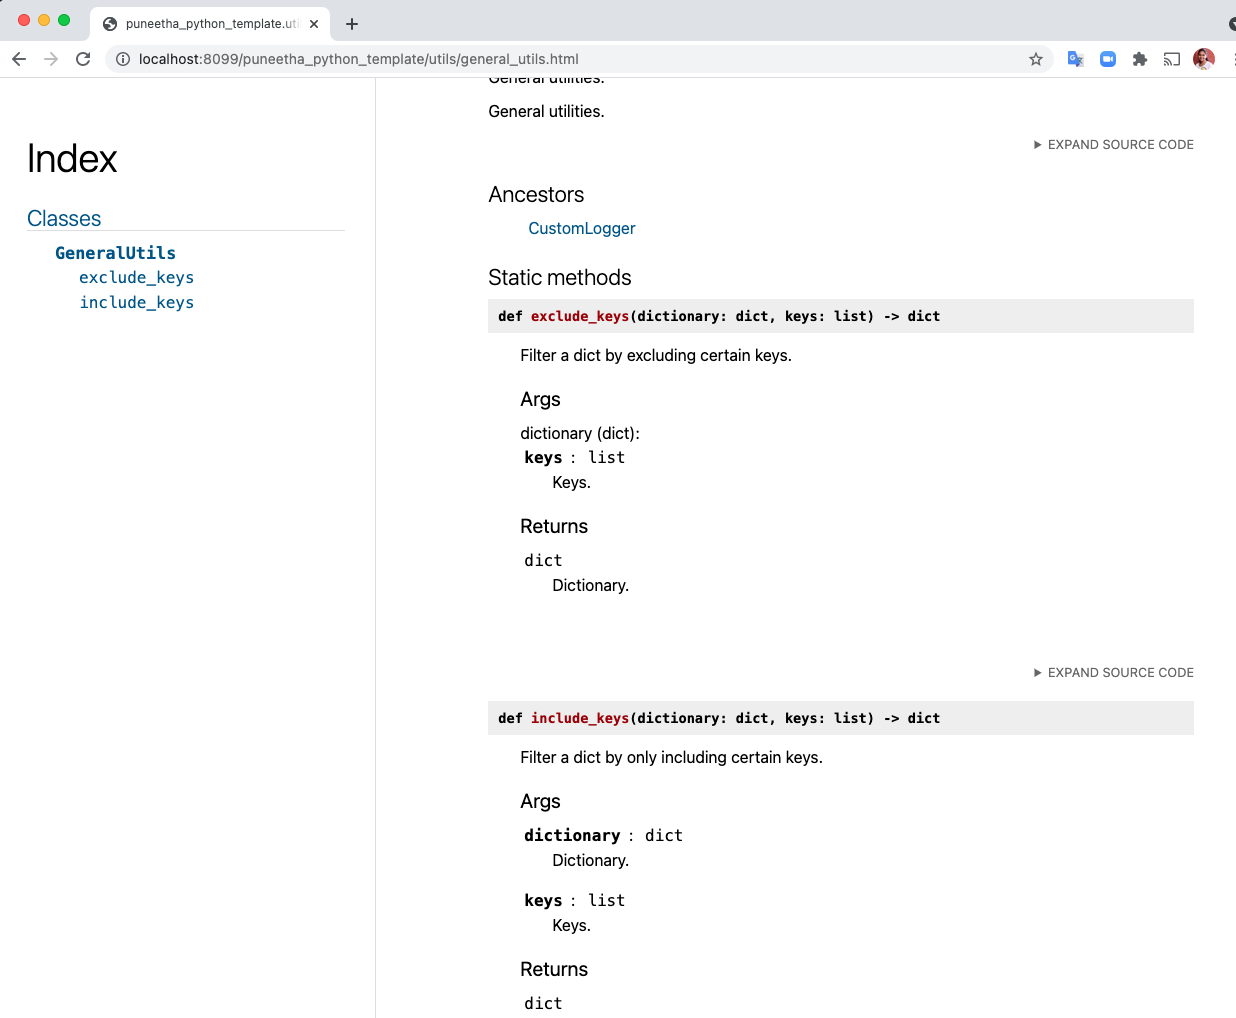 puneetha_python_template.uti
localhost:8099/puneetha_python_template/utils/general_utils.html
Index
Classes
GeneralUtils
exclude_keys
include_keys
General utilities.
General utilities.
EXPAND SOURCE CODE
Ancestors
CustomLogger
Static methods
def exclude_keys(dictionary: dict, keys: list) -> dict
Filter a dict by excluding certain keys.
Args
dictionary (dict):
keys : list
Keys.
Returns
dict
Dictionary.
EXPAND SOURCE CODE
def include_keys(dictionary: dict, keys: list) -> dict
Filter a dict by only including certain keys.
Args
dictionary : dict
Dictionary.
keys : list
Keys.
Returns
dict